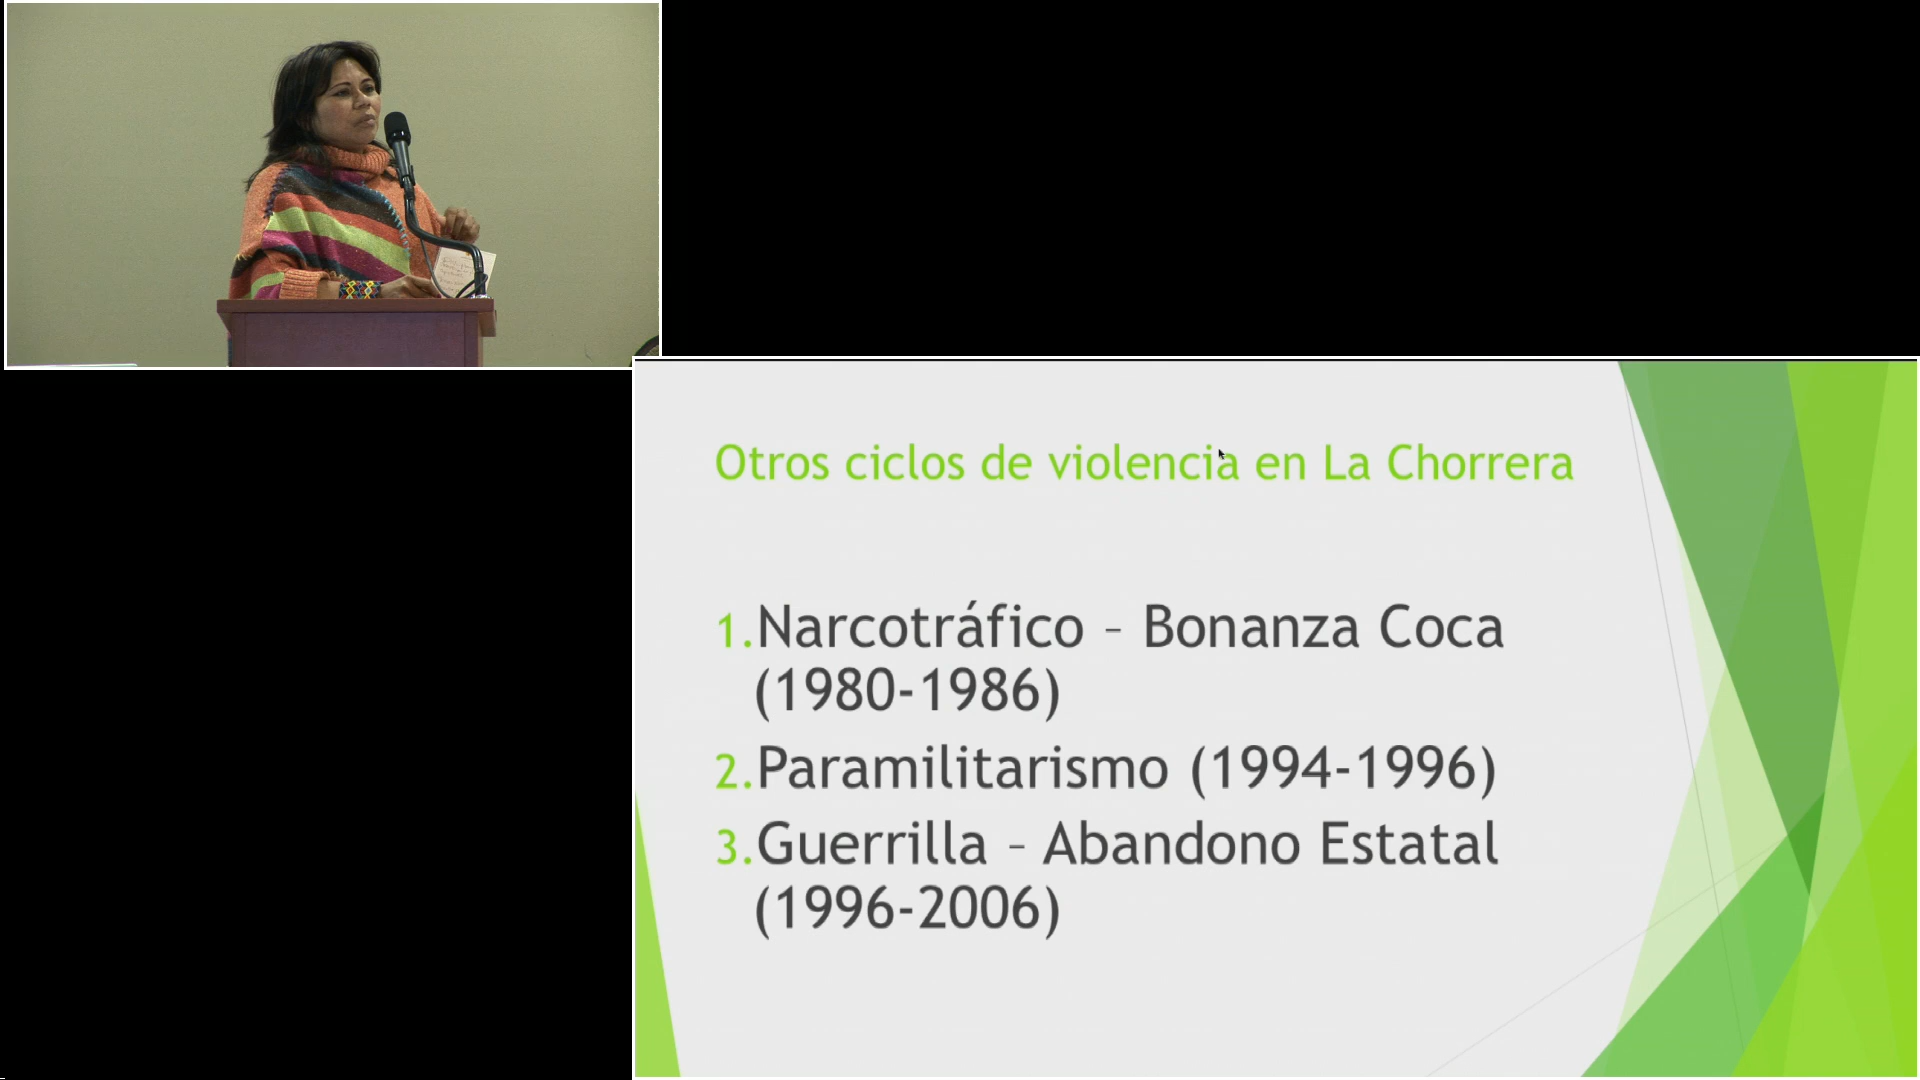 Otros ciclos de violencia en La Chorrera
1.Narcotráfico – Bonanza Coca
(1980-1986)
2.Paramilitarismo (1994-1996)
3.Guerrilla – Abandono Estatal
(1996-2006)